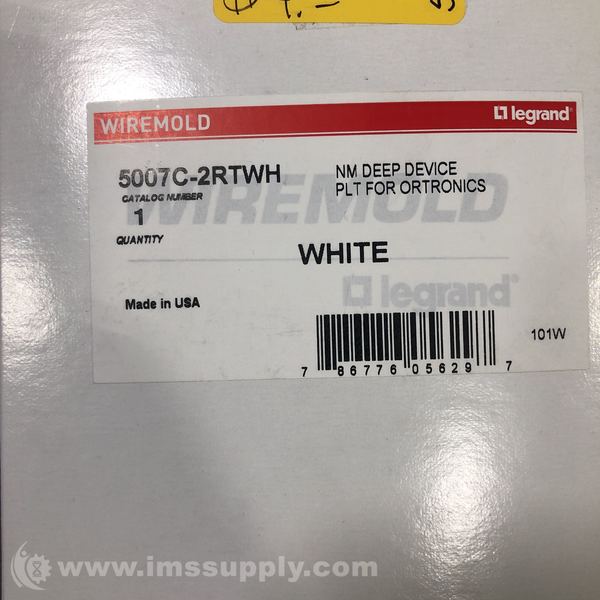 WIREMOLD
legrand
5007C-2RTWH
CATALOG NUMBER
NM DEEP DEVICE
PLT FOR ORTRONICS
WIREMOLD
1
QUANTITY
WHITE
legrand
Made in USA
101W
7 86776 05629 7
www.imssupply.com